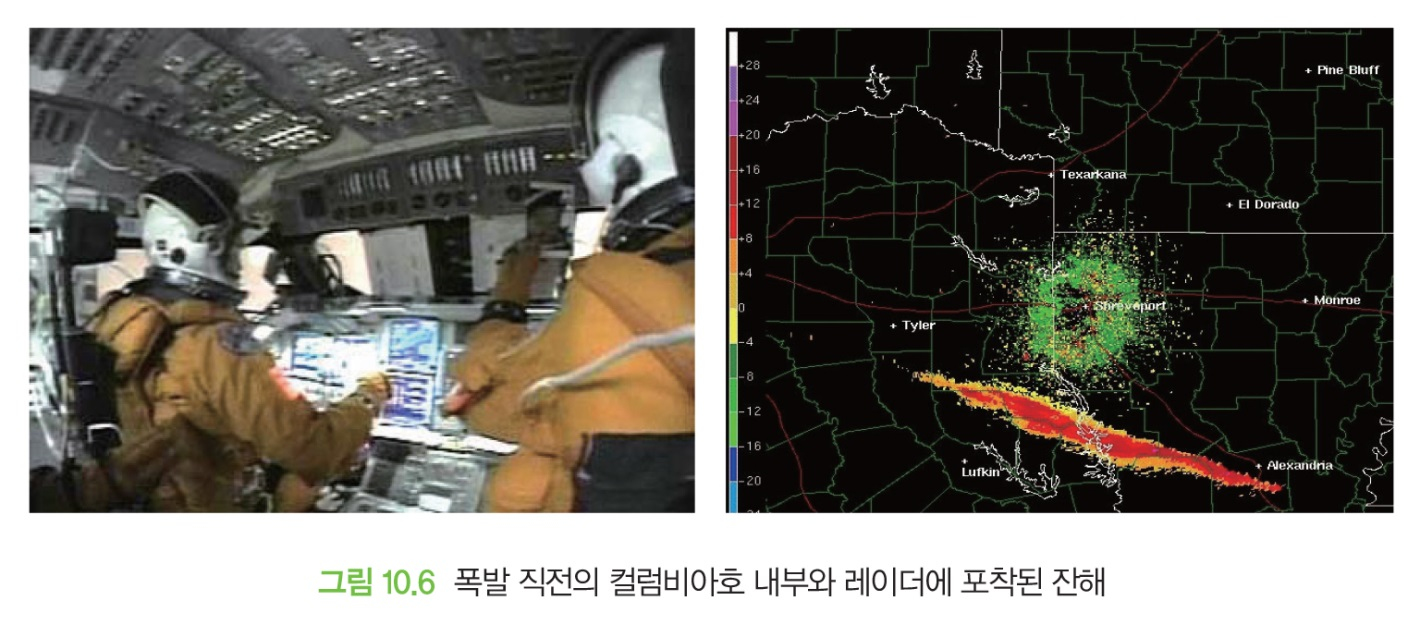 +28
+24
+20
+16
+12
+8
+4
0
-4
-8
-12
-16
-20
Pine Bluff
Texarkana
El Dorado
Shreveport
Monroe
Tyler
Lufkin
Alexandria
그림 10.6 폭발 직전의 컬럼비아호 내부와 레이더에 포착된 잔해